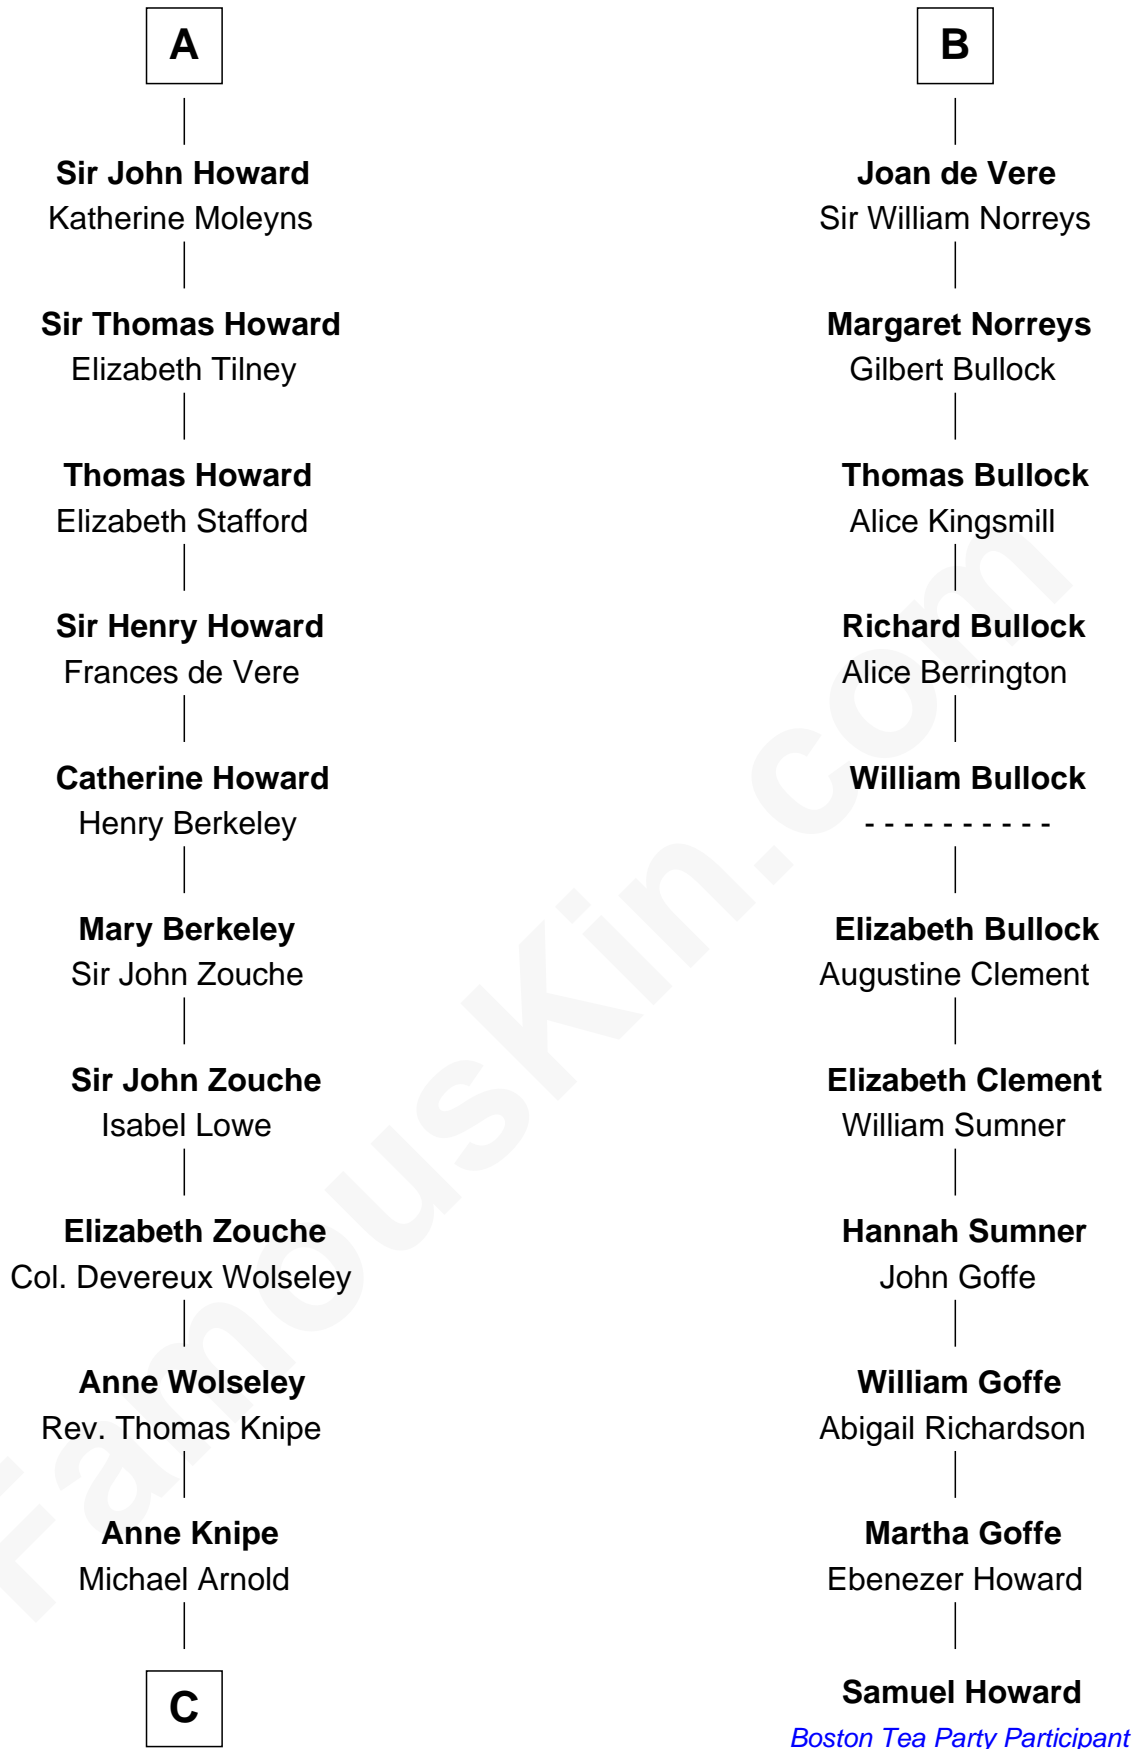 A
Sir John Howard
Katherine Moleyns
Sir Thomas Howard
Elizabeth Tilney
Thomas Howard
Elizabeth Stafford
Sir Henry Howard
Frances de Vere
Catherine Howard
Henry Berkeley
Mary Berkeley
Sir John Zouche
Sir John Zouche
Isabel Lowe
Elizabeth Zouche
Col. Devereux Wolseley
Anne Wolseley
Rev. Thomas Knipe
Anne Knipe
Michael Arnold
C
B
Joan de Vere
Sir William Norreys
Margaret Norreys
Gilbert Bullock
Thomas Bullock
Alice Kingsmill
Richard Bullock
Alice Berrington
William Bullock
- - - - - - - - - -
Elizabeth Bullock
Augustine Clement
Elizabeth Clement
William Sumner
Hannah Sumner
John Goffe
William Goffe
Abigail Richardson
Martha Goffe
Ebenezer Howard
Samuel Howard
Boston Tea Party Participant
FamousKin.com